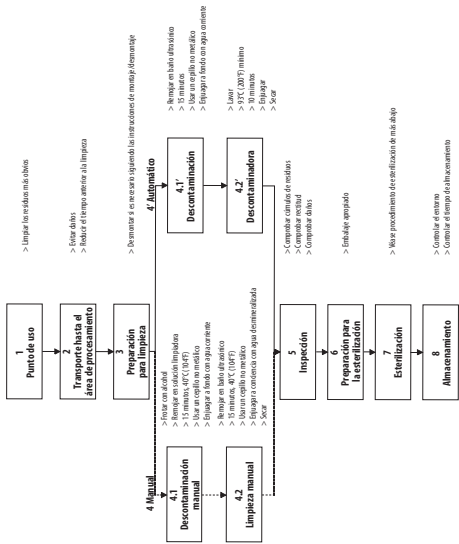 1
Punto de uso
> Limpiar los residuos más obvios
2
Transporte hasta el
área de procesamiento
> Evitar daños
> Reducir el tiempo anterior a la limpieza
3
Preparación
para limpieza
> Desmontar si es necesario siguiendo las instrucciones de montaje/desmontaje
4 Manual
> Frotar con alcohol
> Remojar en solución limpiadora
> 15 minutos, 40°C (104°F)
> Usar un cepillo no metálico
> Enjuagar a fondo con agua corriente
4.1
Descontaminación
manual
> Remojar en baño ultrasónico
> 15 minutos, 40°C (104°F)
> Usar un cepillo no metálico
> Enjuagar a conciencia con agua desmineralizada
> Secar
4.2
Limpieza manual
4' Automático
4.1'
Descontaminación
> Remojar en baño ultrasónico
> 15 minutos
> Usar un cepillo no metálico
> Enjuagar a fondo con agua corriente
4.2'
Descontaminadora
> Lavar
> 93°C (200°F) mínimo
> 10 minutos
> Enjuagar
> Secar
5
Inspección
> Comprobar cúmulos de residuos
> Comprobar rectitud
> Comprobar daños
6
Preparación para
la esterilización
> Embalaje apropiado
7
Esterilización
> Véase procedimiento de esterilización de más abajo
8
Almacenamiento
> Controlar el entorno
> Controlar el tiempo de almacenamiento